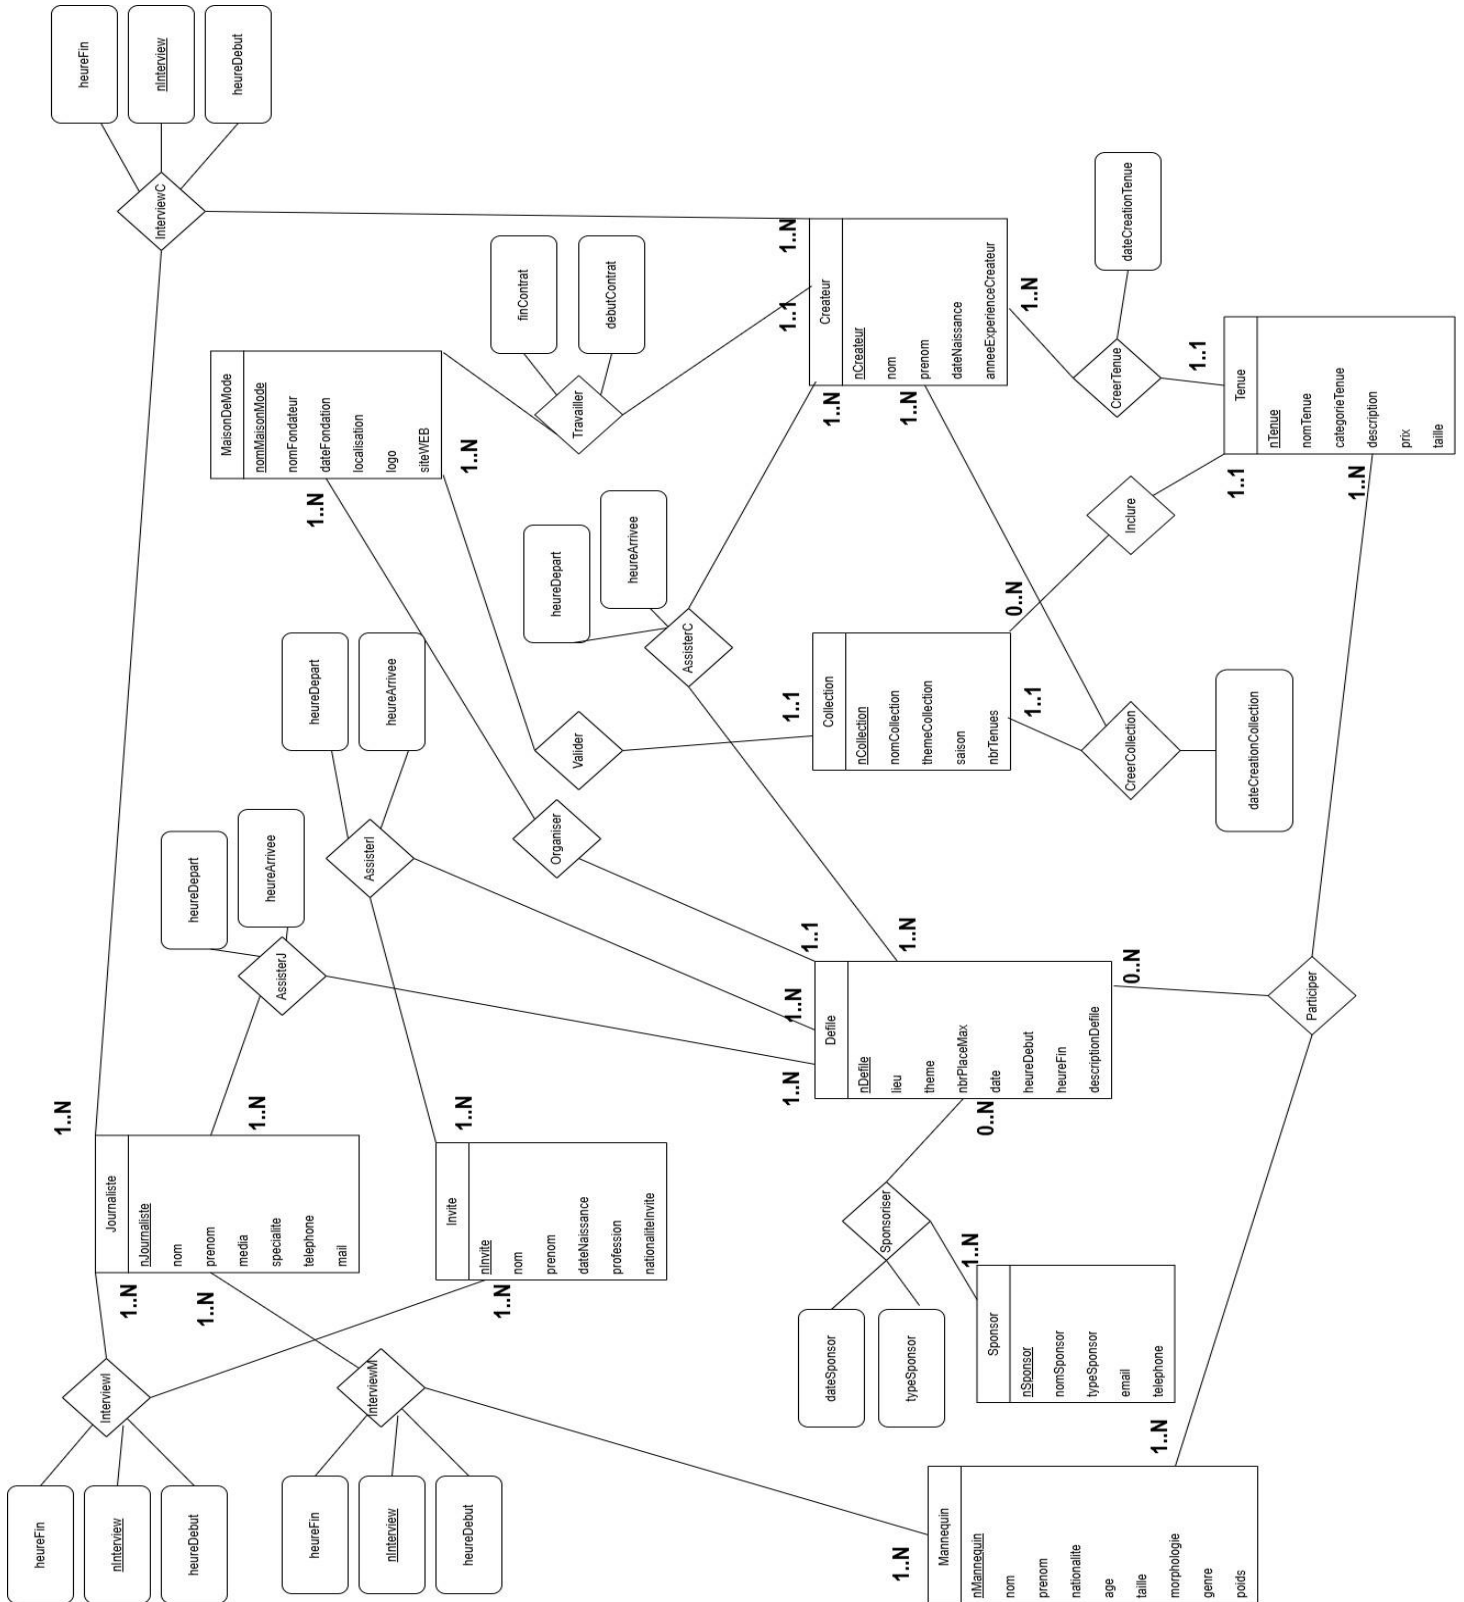 heureFin
nInterview
heureDebut
InterviewI
heureFin
nInterview
heureDebut
InterviewM
1..N
1..N
1..N
Journaliste
nJournaliste
nom
prenom
media
specialite
telephone
mail
1..N
heureDepart
heureArrivee
AssisterJ
heureFin
nInterview
heureDebut
InterviewC
1..N
Invite
nInvite
nom
prenom
dateNaissance
profession
nationaliteInvite
1..N
heureDepart
heureArrivee
AssisterI
1..N
MaisonDeMode
nomMaisonMode
nomFondateur
dateFondation
localisation
logo
siteWEB
1..N
Organiser
Valider
heureDepart
heureArrivee
AssisterC
finContrat
debutContrat
Travailler
dateSponsor
typeSponsor
Sponsoriser
1..N
Sponsor
nSponsor
nomSponsor
typeSponsor
email
telephone
1..N
1..N
1..1
1..N
0..N
0..N
Defile
nDefile
lieu
theme
nbrPlaceMax
date
heureDebut
heureFin
descriptionDefile
1..1
Collection
nCollection
nomCollection
themeCollection
saison
nbrTenues
0..N
1..1
1..1
1..N
1..N
1..N
Createur
nCreateur
nom
prenom
dateNaissance
anneeExperienceCreateur
1..N
1..N
Mannequin
nMannequin
nom
prenom
nationalite
age
taille
morphologie
genre
poids
1..N
CreerCollection
dateCreationCollection
Inclure
CreerTenue
dateCreationTenue
1..1
1..1
1..N
Tenue
nTenue
nomTenue
categorieTenue
description
prix
taille
Participer